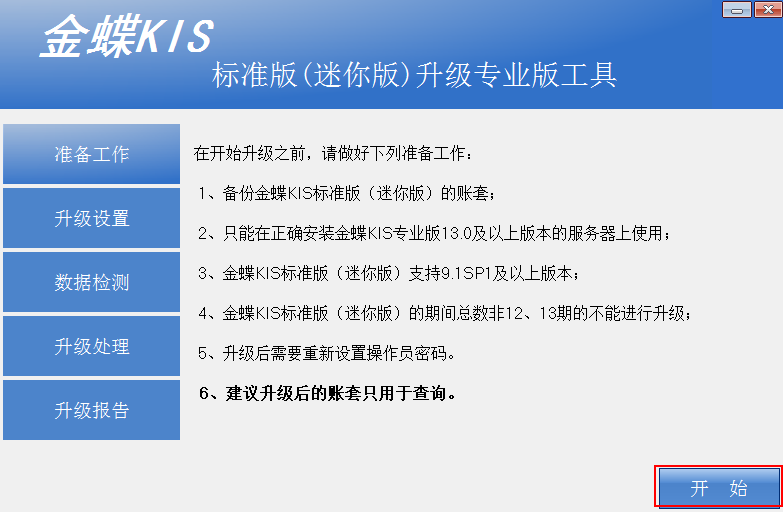 金蝶KIS
标准版(迷你版)升级专业版工具
准备工作
升级设置
数据检测
升级处理
升级报告
在开始升级之前，请做好下列准备工作：
1、备份金蝶KIS标准版（迷你版）的账套；
2、只能在正确安装金蝶KIS专业版13.0及以上版本的服务器上使用；
3、金蝶KIS标准版（迷你版）支持9.1SP1及以上版本；
4、金蝶KIS标准版（迷你版）的期间总数非12、13期的不能进行升级；
5、升级后需要重新设置操作员密码。
6、建议升级后的账套只用于查询。
开 始